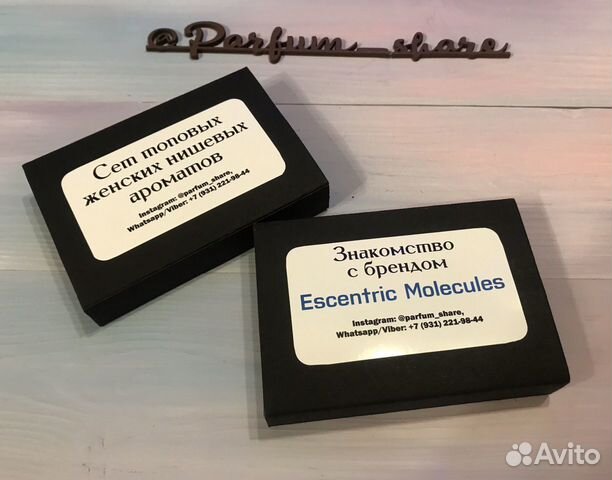 @Parfum_share
Сет топовых
женских нишевых
ароматов
Instagram: @parfum_share,
Whatsapp/Viber: +7 (931) 221-98-44
Знакомство
с брендом
Escentric Molecules
Instagram: @parfum_share,
Whatsapp/Viber: +7 (931) 221-98-44
Avito